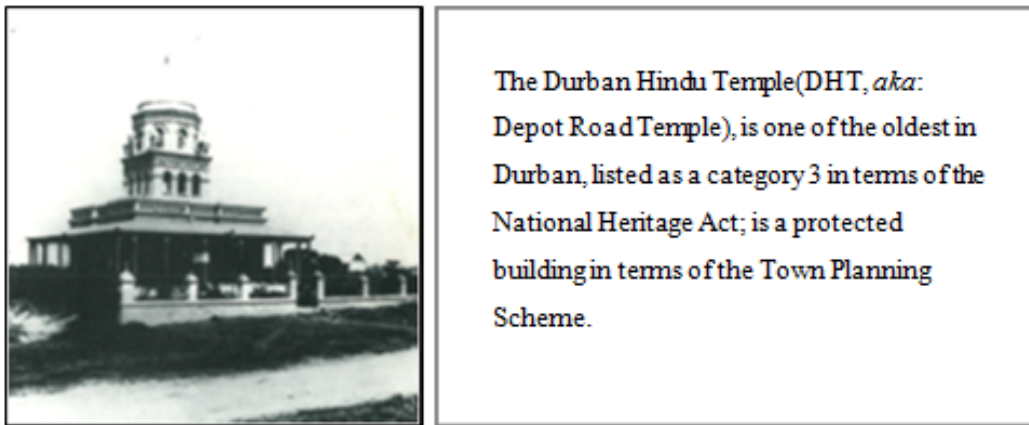 The Durban Hindu Temple(DHT, aka:
Depot Road Temple), is one of the oldest in
Durban, listed as a category 3 in terms of the
National Heritage Act; is a protected
building in terms of the Town Planning
Scheme.